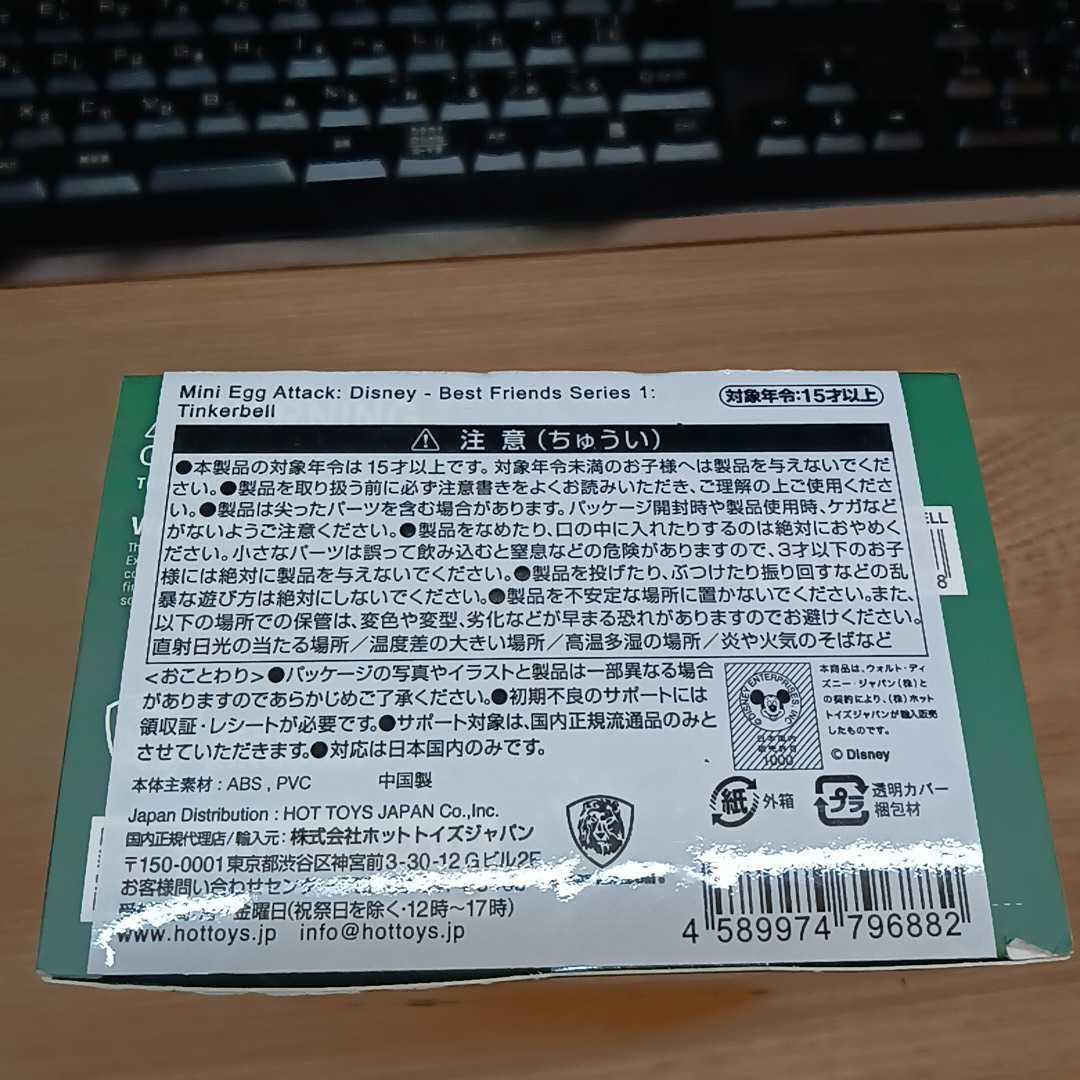 Mini Egg Attack: Disney - Best Friends Series 1:
Tinkerbell
対象年令:15才以上
注意(ちゅうい)
●本製品の対象年令は15才以上です。対象年令未満のお子様へは製品を与えないでくだ
さい。●製品を取り扱う前に必ず注意書きをよくお読みいただき、ご理解の上ご使用くださ
い。●製品は尖ったパーツを含む場合があります。パッケージ開封時や製品使用時、ケガなど
がないようご注意ください。●製品をなめたり、口の中に入れたりするのは絶対におやめく
ださい。小さなパーツは誤って飲み込むと窒息などの危険がありますので、3才以下のお子
様には絶対に製品を与えないでください。●製品を投げたり、ぶつけたり振り回すなどの乱
暴な遊び方は絶対にしないでください。●製品を不安定な場所に置かないでください。また、
以下の場所での保管は、変色や変型、劣化などが早まる恐れがありますのでお避けください。
直射日光の当たる場所/温度差の大きい場所/高温多湿の場所/炎や火気のそばなど
<おことわり>●パッケージの写真やイラストと製品は一部異なる場合
がありますのであらかじめご了承ください。●初期不良のサポートには
領収証・レシートが必要です。●サポート対象は、国内正規流通品のみと
させていただきます。●対応は日本国内のみです。
©DISNEY ENTERPRISES, INC
日本国内
販売許可
1000
本商品は、ウォルト・ディ
ズニー・ジャパン(株)と
の契約により、(株)ホット
トイズジャパンが輸入販売
したものです。
© Disney
本体主素材:ABS, PVC 中国製
紙 外箱
プラ 透明カバー
梱包材
Japan Distribution : HOT TOYS JAPAN Co.,Inc.
国内正規代理店/輸入元:株式会社ホットトイズジャパン
〒150-0001東京都渋谷区神宮前3-30-12Gビル2F
お客様問い合わせセンター
金曜日(祝祭日を除く・12時〜17時)
www.hottoys.jp info@hottoys.jp
4 589974 796882
ELL
8